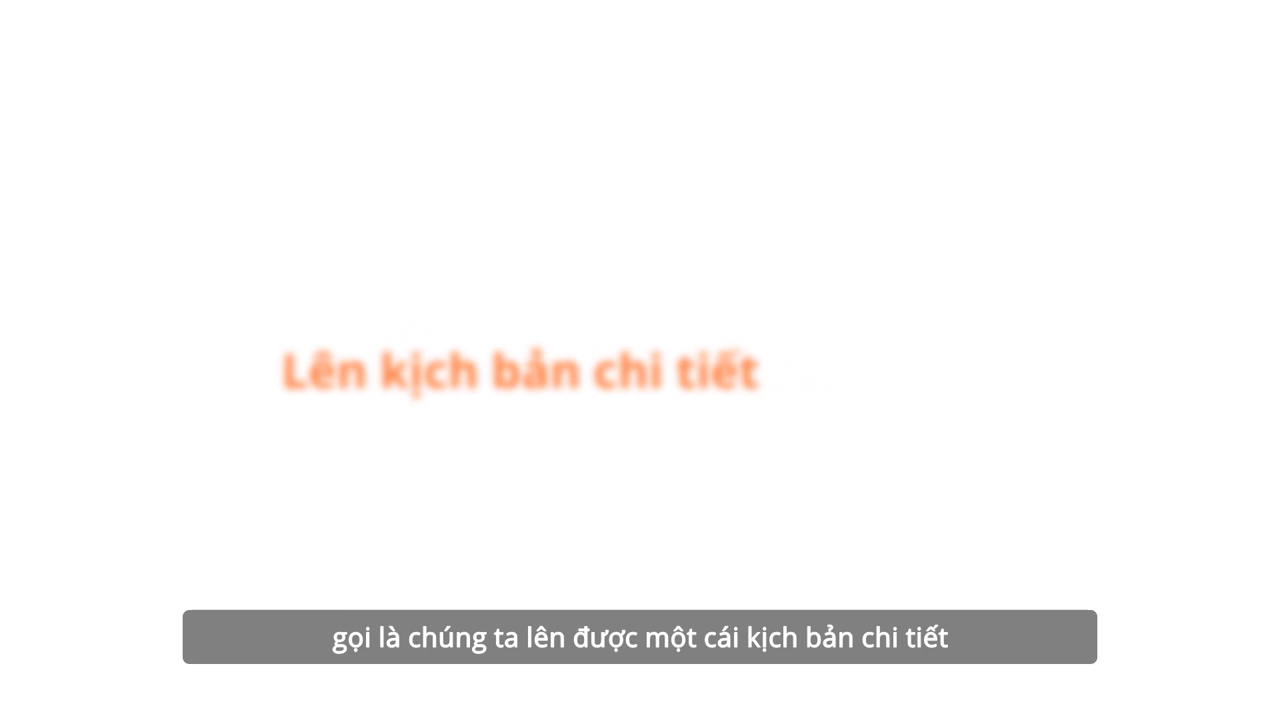 Lên kịch bản chi tiết
gọi là chúng ta lên được một cái kịch bản chi tiết